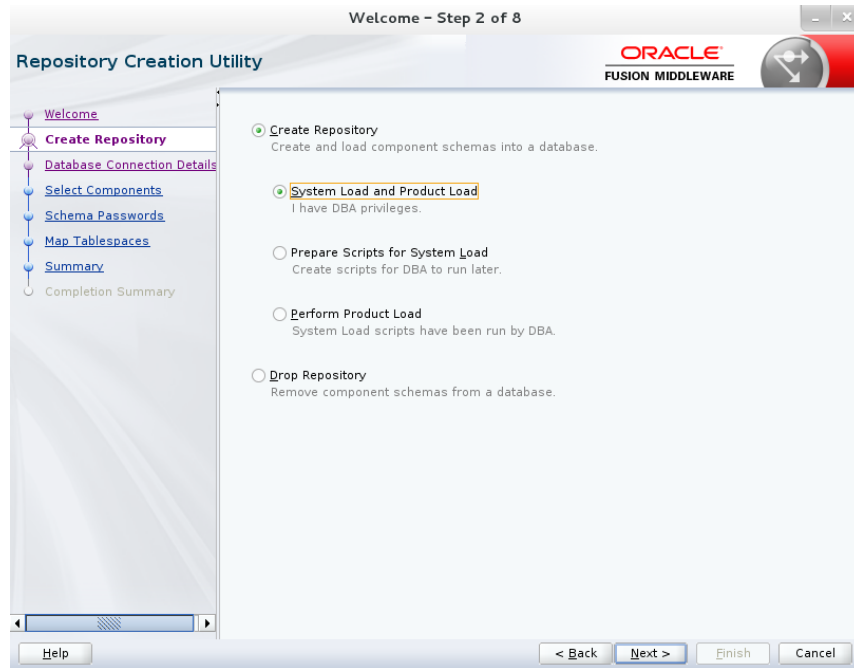 Welcome – Step 2 of 8
Repository Creation Utility
ORACLE
FUSION MIDDLEWARE
Welcome
Create Repository
Database Connection Details
Select Components
Schema Passwords
Map Tablespaces
Summary
Completion Summary
Create Repository
Create and load component schemas into a database.
System Load and Product Load
I have DBA privileges.
Prepare Scripts for System Load
Create scripts for DBA to run later.
Perform Product Load
System Load scripts have been run by DBA.
Drop Repository
Remove component schemas from a database.
Help
< Back
Next >
Finish
Cancel